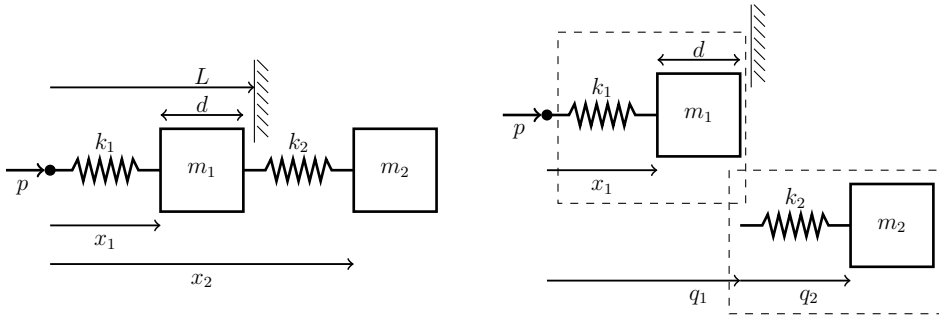 L
d
k₁
k₂
m₁
m₂
p
x₁
x₂
d
k₁
m₁
p
x₁
k₂
m₂
q₁
q₂